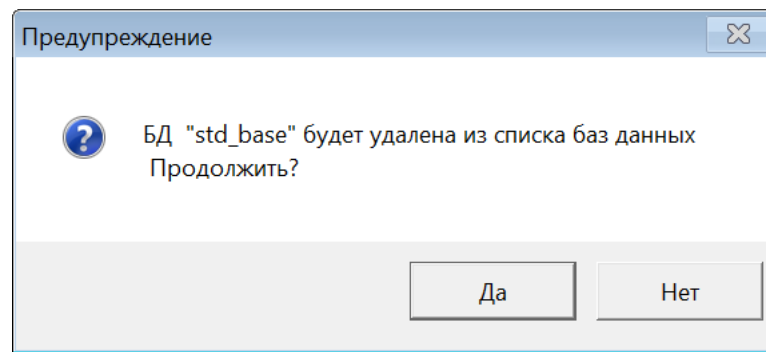 Предупреждение
БД  "std_base" будет удалена из списка баз данных
Продолжить?
Да
Нет